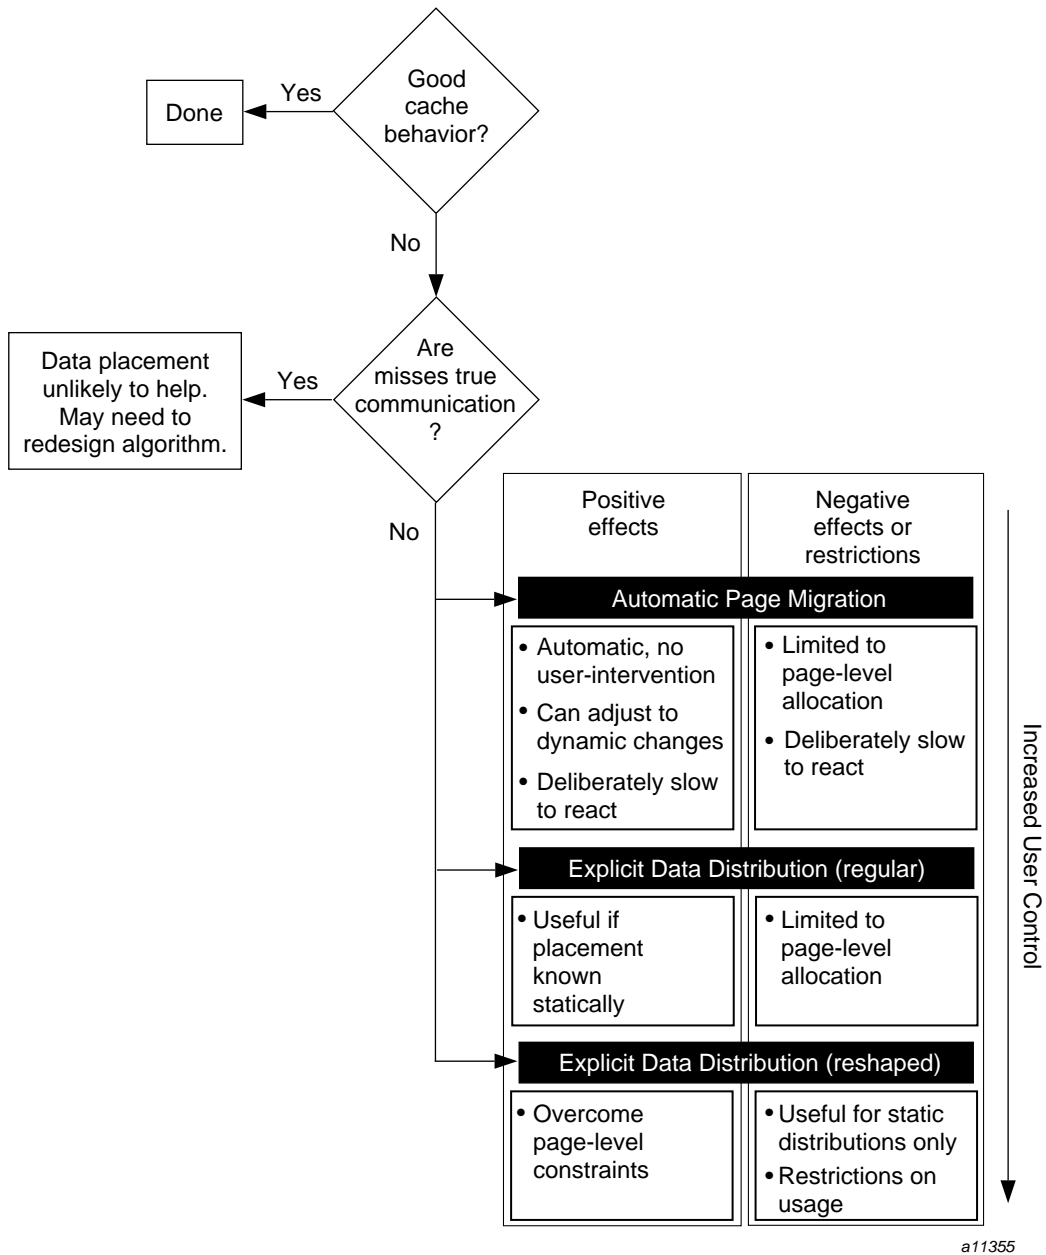 Good
cache
behavior?
Yes
Done
No
Are
misses true
communication
?
Yes
Data placement
unlikely to help.
May need to
redesign algorithm.
No
Positive
effects
Negative
effects or
restrictions
Automatic Page Migration
• Automatic, no
user-intervention
• Can adjust to
dynamic changes
• Deliberately slow
to react
• Limited to
page-level
allocation
• Deliberately slow
to react
Explicit Data Distribution (regular)
• Useful if
placement
known
statically
• Limited to
page-level
allocation
Explicit Data Distribution (reshaped)
• Overcome
page-level
constraints
• Useful for static
distributions only
• Restrictions on
usage
Increased User Control
a11355